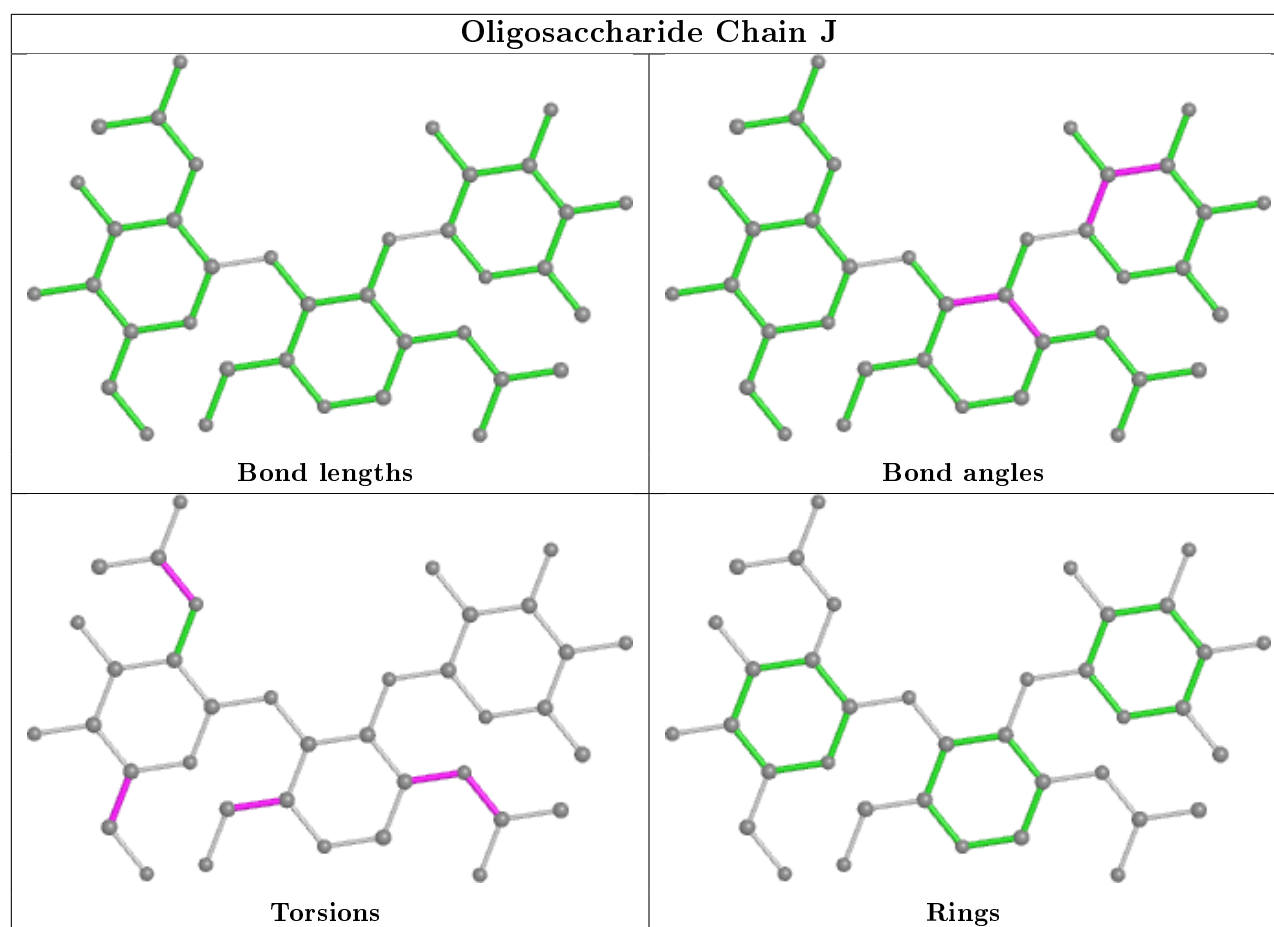 Oligosaccharide Chain J
Bond lengths
Bond angles
Torsions
Rings